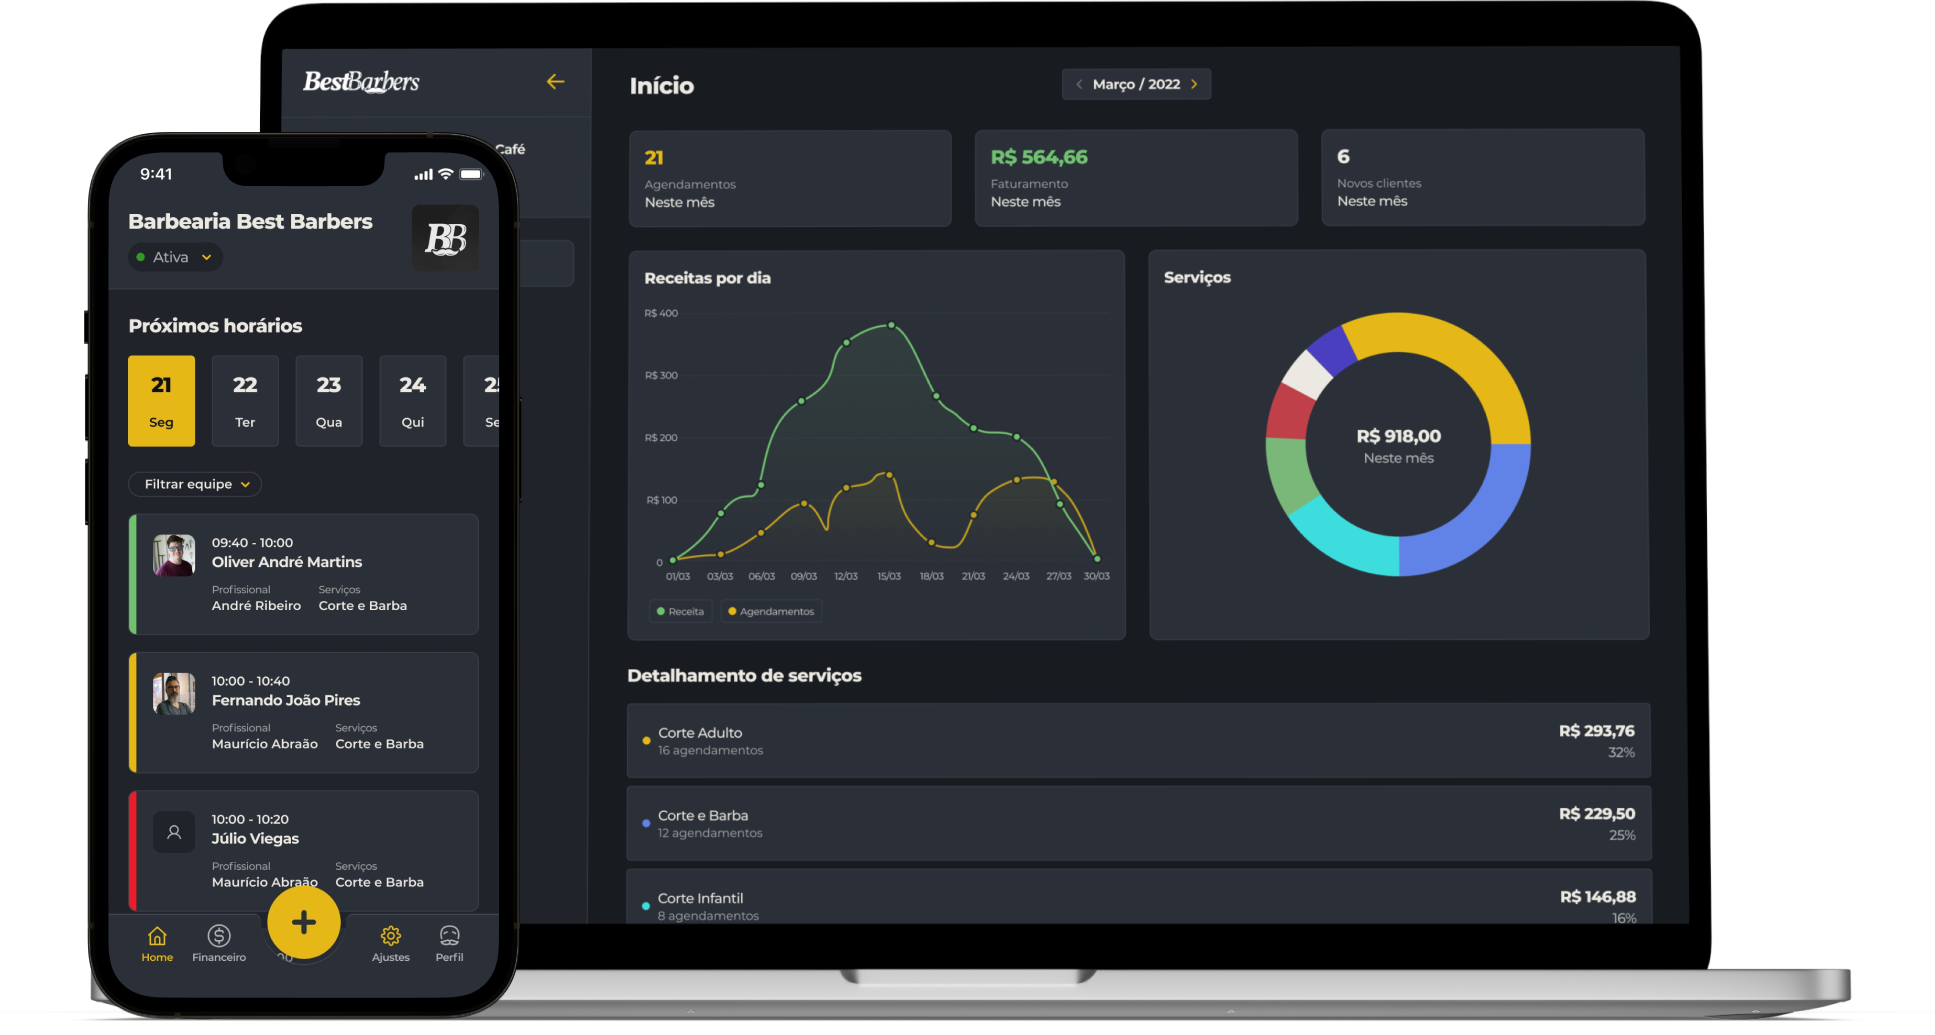 9:41
Barbearia Best Barbers
BB
Ativa
Próximos horários
21
Seg
22
Ter
23
Qua
24
Qui
Filtrar equipe
09:40 - 10:00
Oliver André Martins
Profissional Serviços
André Ribeiro Corte e Barba
10:00 - 10:40
Fernando João Pires
Profissional Serviços
Maurício Abraão Corte e Barba
10:00 - 10:20
Júlio Viegas
Profissional Serviços
Maurício Abraão Corte e Barba
+
Home Financeiro Ajustes Perfil
BestBarbers
Café
Início
Março / 2022
21
Agendamentos
Neste mês
R$ 564,66
Faturamento
Neste mês
6
Novos clientes
Neste mês
Receitas por dia
R$ 400
R$ 300
R$ 200
R$ 100
0
01/03 03/03 06/03 09/03 12/03 15/03 18/03 21/03 24/03 27/03 30/03
Receita Agendamentos
Serviços
R$ 918,00
Neste mês
Detalhamento de serviços
Corte Adulto
16 agendamentos
R$ 293,76
32%
Corte e Barba
12 agendamentos
R$ 229,50
25%
Corte Infantil
8 agendamentos
R$ 146,88
16%